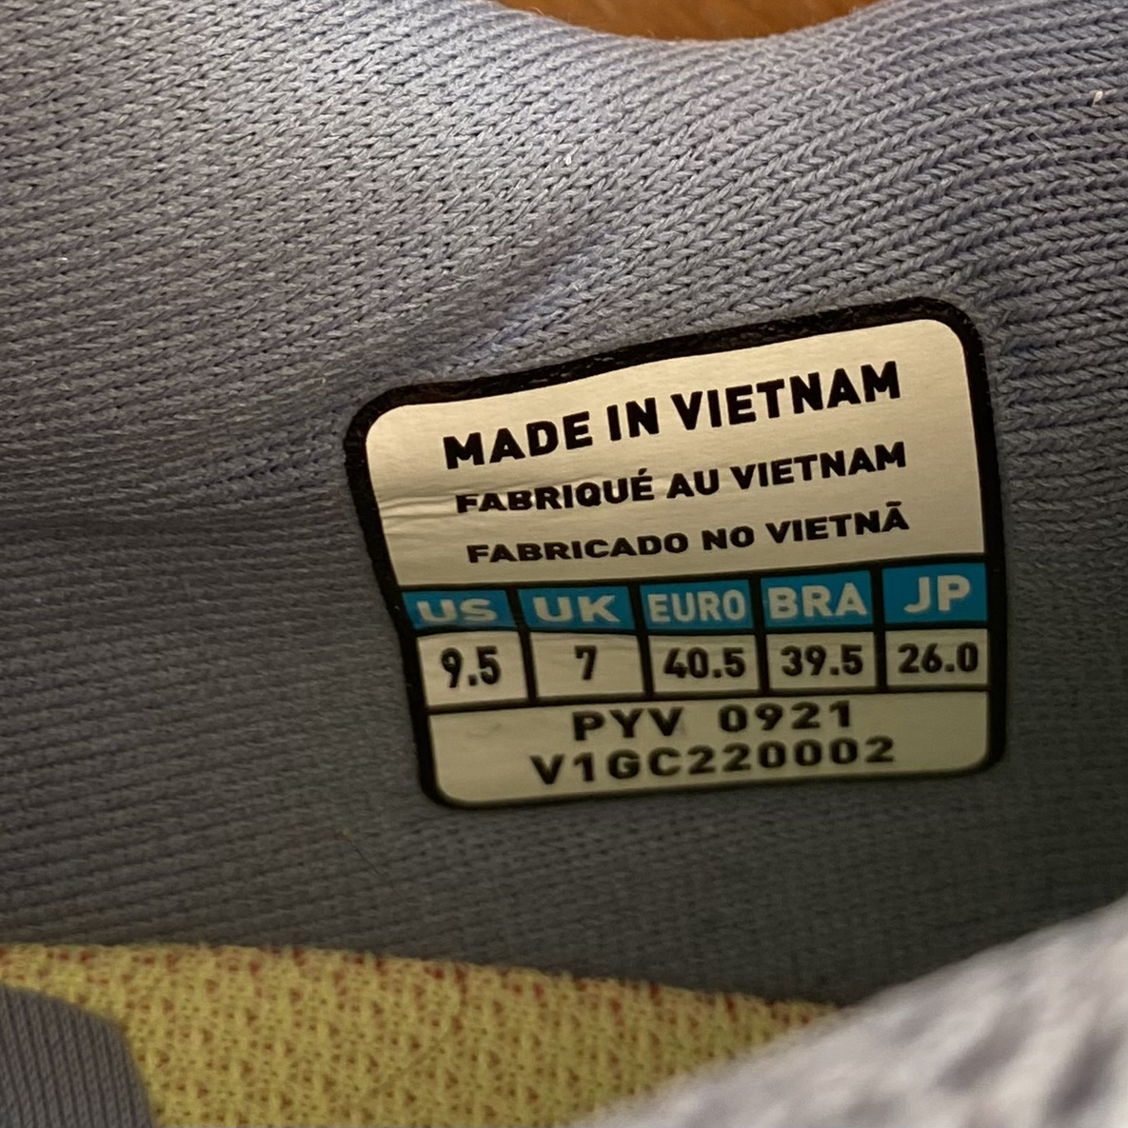 MADE IN VIETNAM
FABRIQUÉ AU VIETNAM
FABRICADO NO VIETNÃ
US UK EURO BRA JP
9.5 7 40.5 39.5 26.0
PYV 0921
V1GC220002